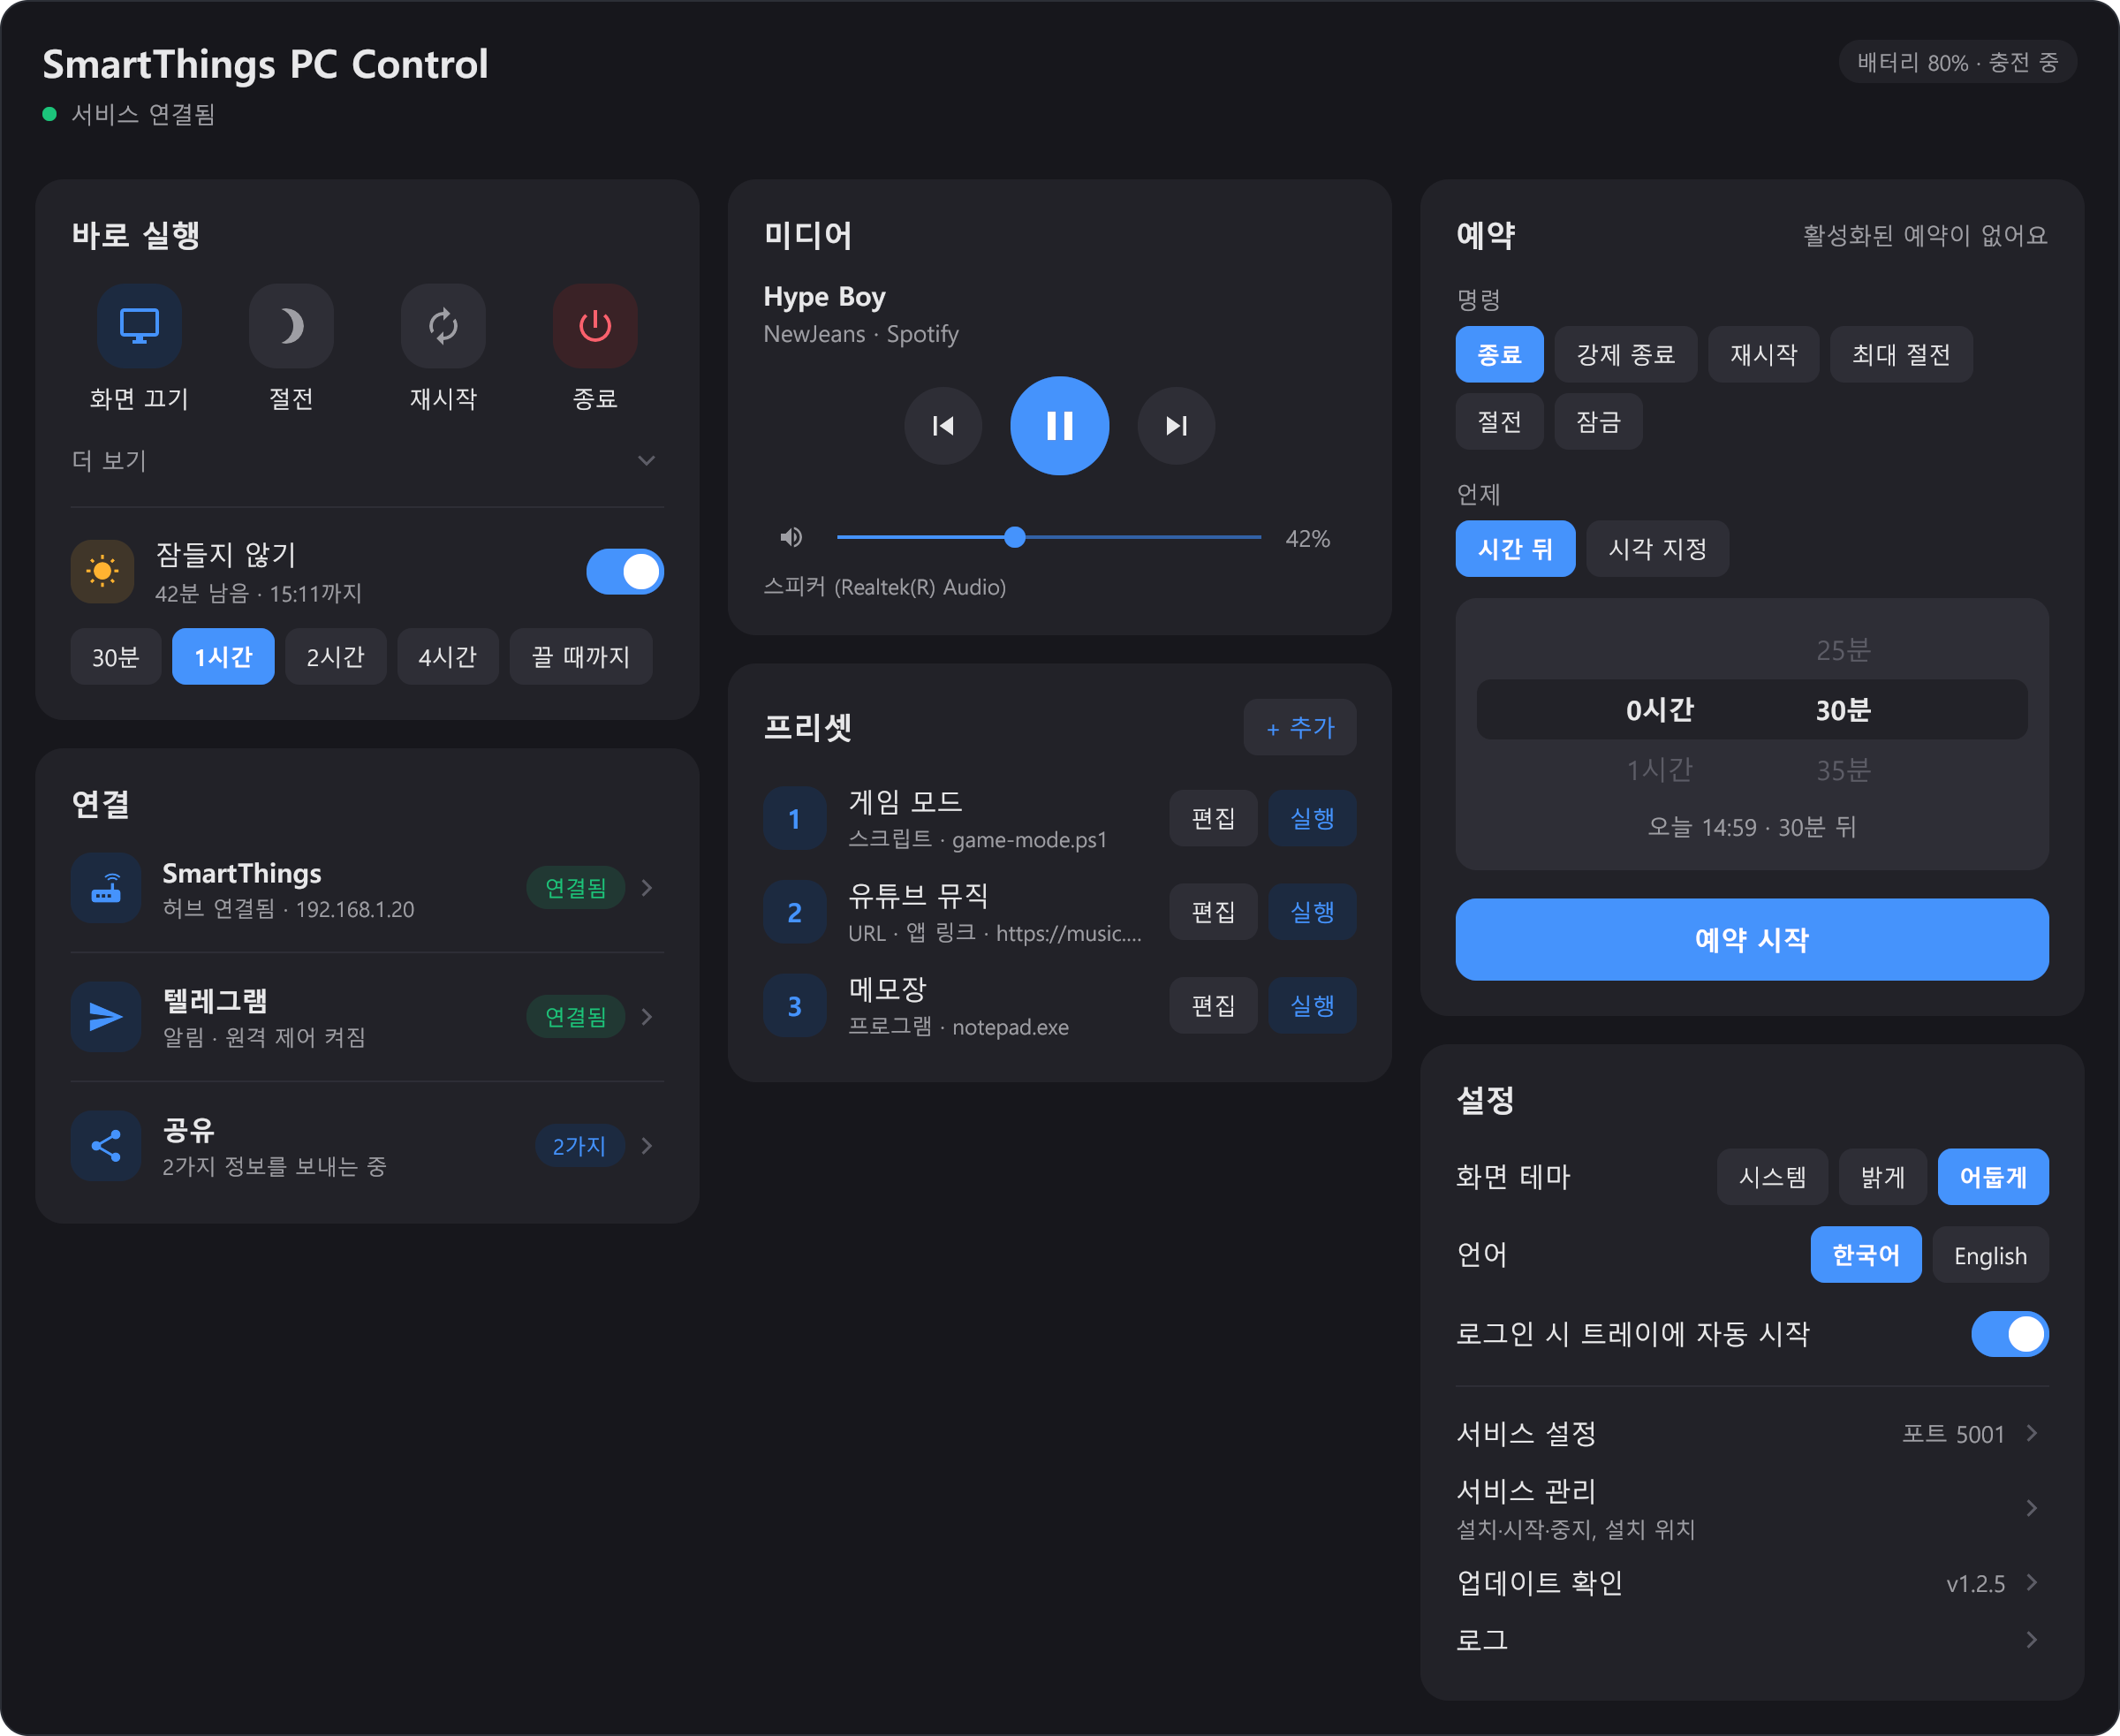 SmartThings PC Control
서비스 연결됨
배터리 80% · 충전 중
바로 실행
화면 끄기
절전
재시작
종료
더 보기
잠들지 않기
42분 남음 · 15:11까지
30분
1시간
2시간
4시간
끌 때까지
연결
SmartThings
허브 연결됨 · 192.168.1.20
연결됨
텔레그램
알림 · 원격 제어 켜짐
연결됨
공유
2가지 정보를 보내는 중
2가지
미디어
Hype Boy
NewJeans · Spotify
42%
스피커 (Realtek(R) Audio)
프리셋
+ 추가
1
게임 모드
스크립트 · game-mode.ps1
편집
실행
2
유튜브 뮤직
URL · 앱 링크 · https://music....
편집
실행
3
메모장
프로그램 · notepad.exe
편집
실행
예약
활성화된 예약이 없어요
명령
종료
강제 종료
재시작
최대 절전
절전
잠금
언제
시간 뒤
시각 지정
25분
0시간 30분
1시간 35분
오늘 14:59 · 30분 뒤
예약 시작
설정
화면 테마
시스템
밝게
어둡게
언어
한국어
English
로그인 시 트레이에 자동 시작
서비스 설정
포트 5001
서비스 관리
설치·시작·중지, 설치 위치
업데이트 확인
v1.2.5
로그